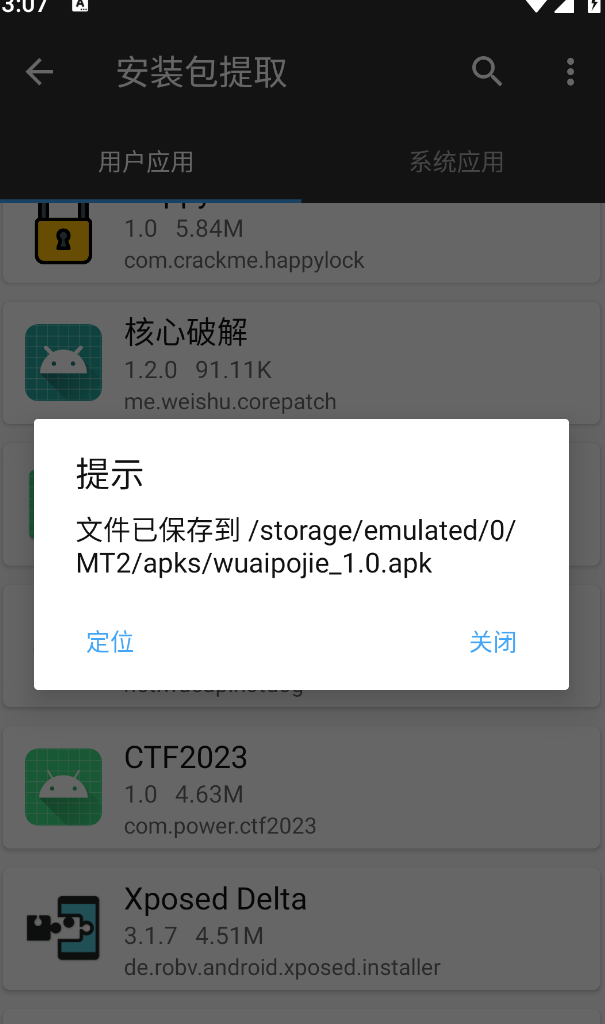 3:07
安装包提取
用户应用
系统应用
1.0 5.84M
com.crackme.happylock
核心破解
1.2.0 91.11K
me.weishu.corepatch
提示
文件已保存到 /storage/emulated/0/
MT2/apks/wuaipojie_1.0.apk
定位
关闭
CTF2023
1.0 4.63M
com.power.ctf2023
Xposed Delta
3.1.7 4.51M
de.robv.android.xposed.installer